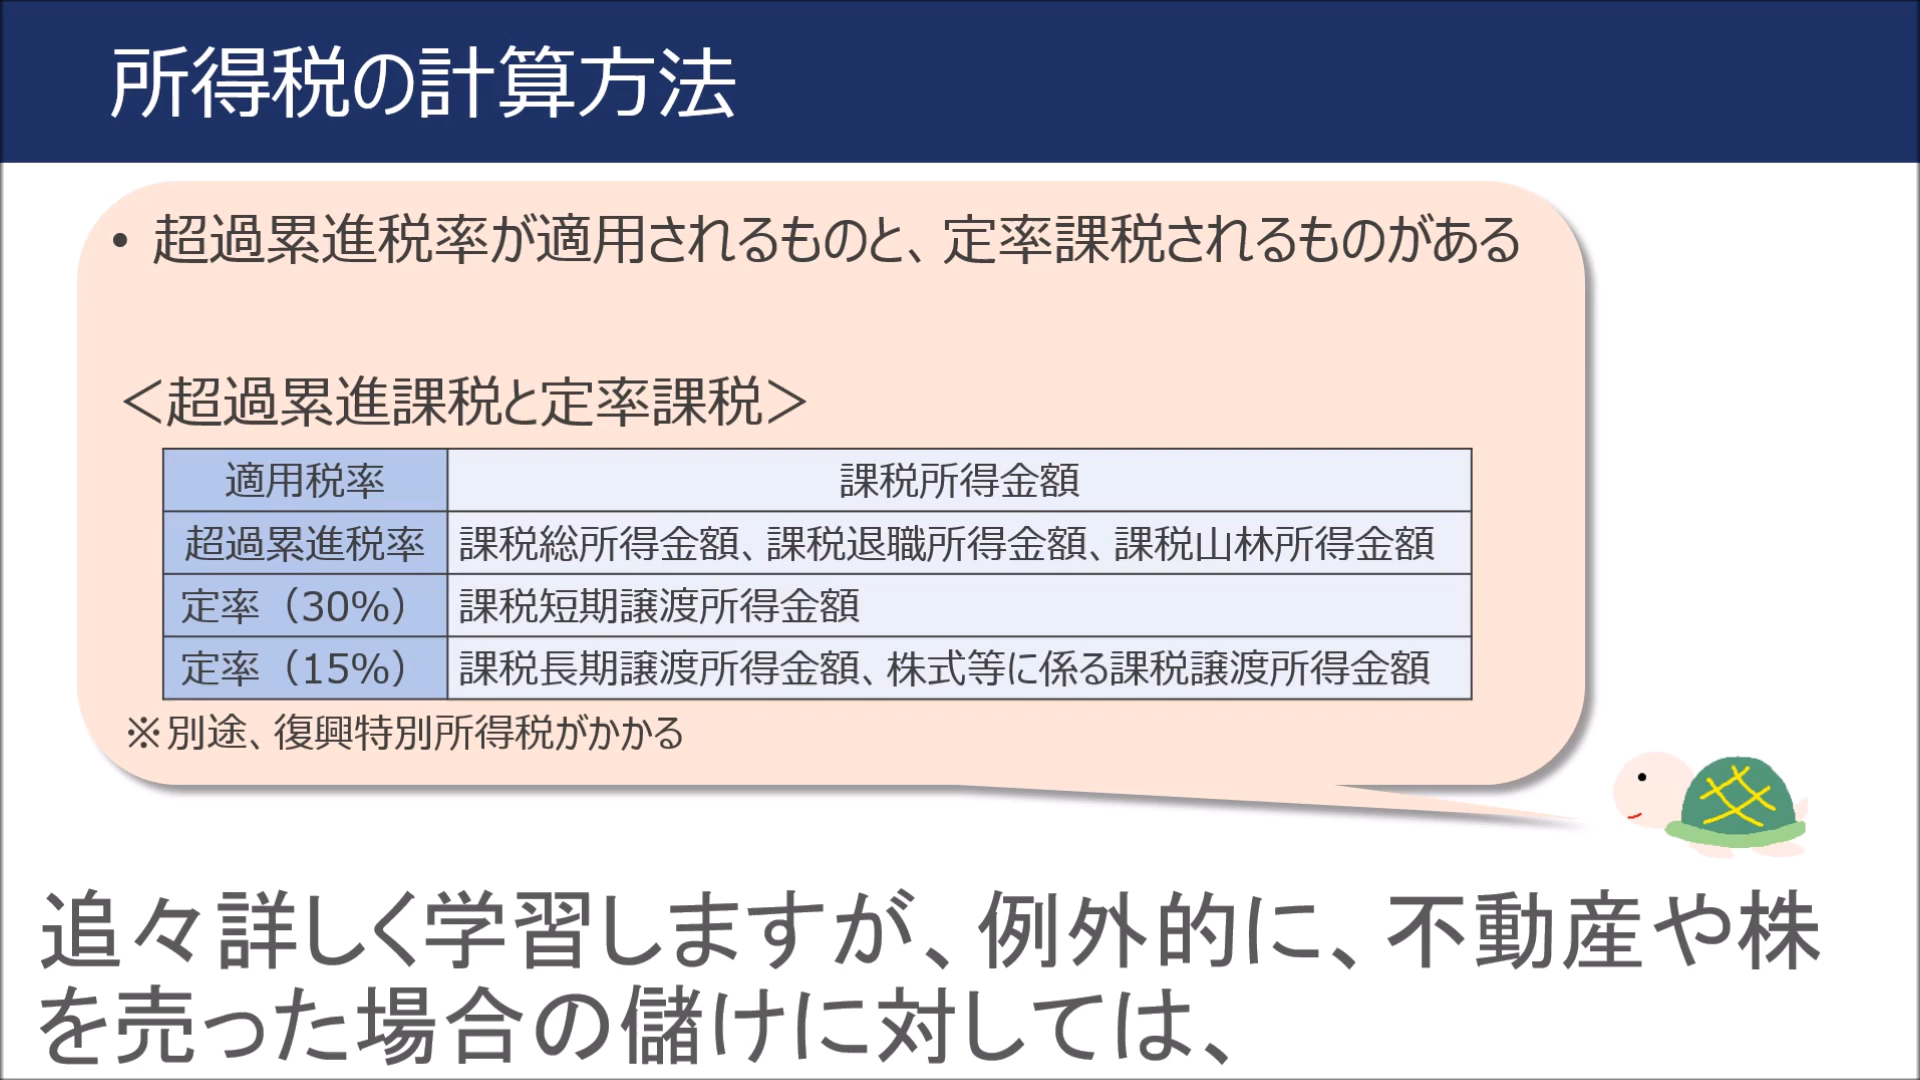 所得税の計算方法
• 超過累進税率が適用されるものと、定率課税されるものがある
＜超過累進課税と定率課税＞
適用税率 課税所得金額
超過累進税率 課税総所得金額、課税退職所得金額、課税山林所得金額
定率（30%） 課税短期譲渡所得金額
定率（15%） 課税長期譲渡所得金額、株式等に係る課税譲渡所得金額
※別途、復興特別所得税がかかる
追々詳しく学習しますが、例外的に、不動産や株
を売った場合の儲けに対しては、